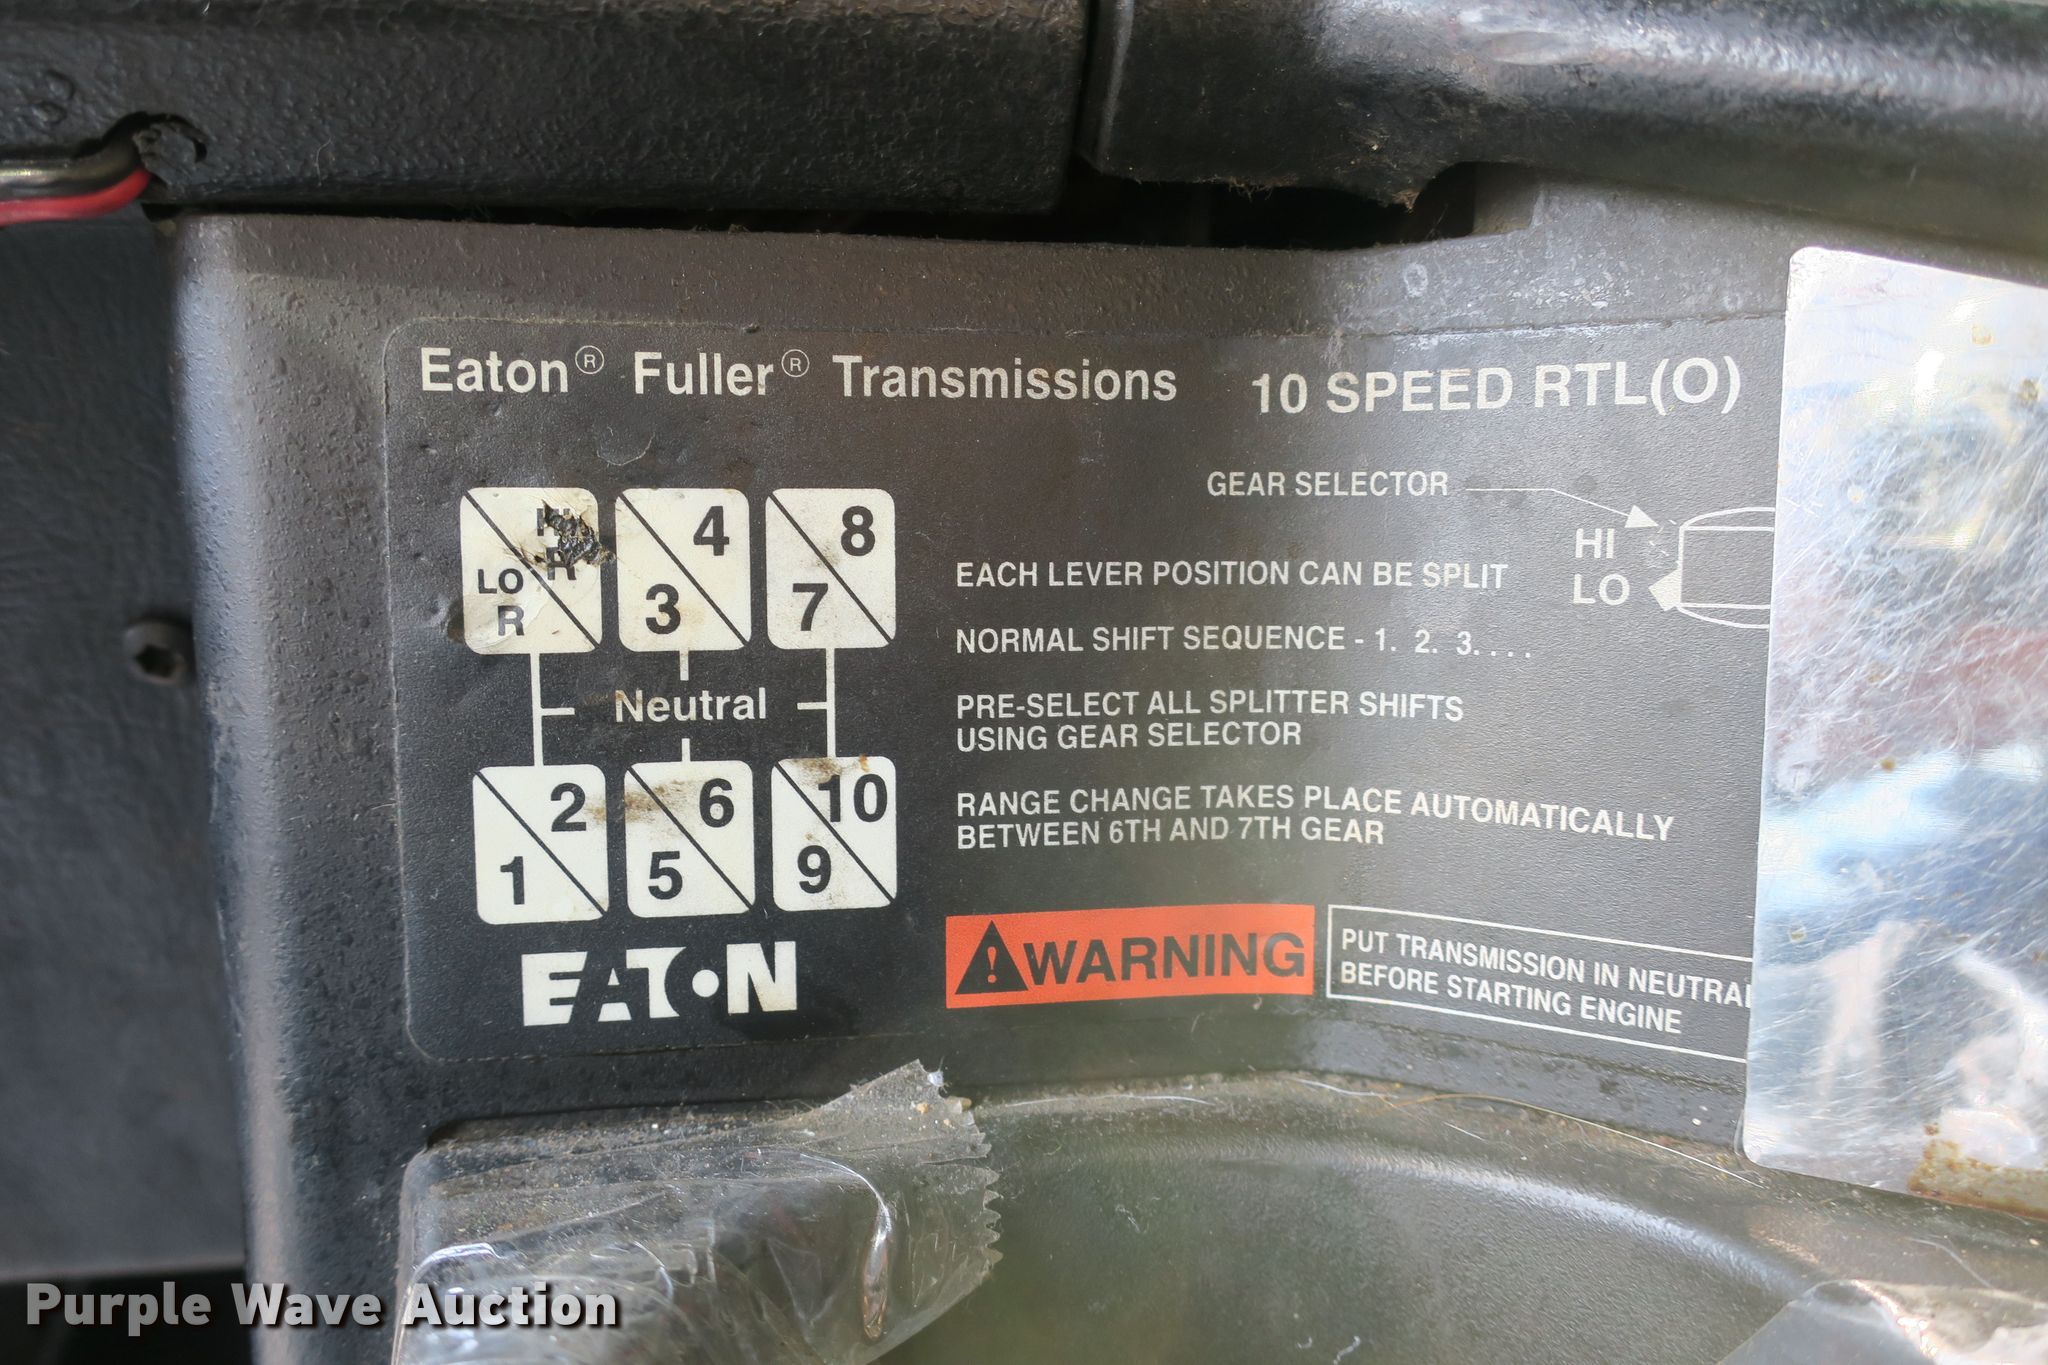 Eaton® Fuller® Transmissions 10 SPEED RTL(O)
GEAR SELECTOR
HI
LO
HI
R
LO
R
4
3
8
7
Neutral
2
1
6
5
10
9
EATON
EACH LEVER POSITION CAN BE SPLIT
NORMAL SHIFT SEQUENCE - 1. 2. 3. . . .
PRE-SELECT ALL SPLITTER SHIFTS
USING GEAR SELECTOR
RANGE CHANGE TAKES PLACE AUTOMATICALLY
BETWEEN 6TH AND 7TH GEAR
WARNING
PUT TRANSMISSION IN NEUTRAL
BEFORE STARTING ENGINE
Purple Wave Auction